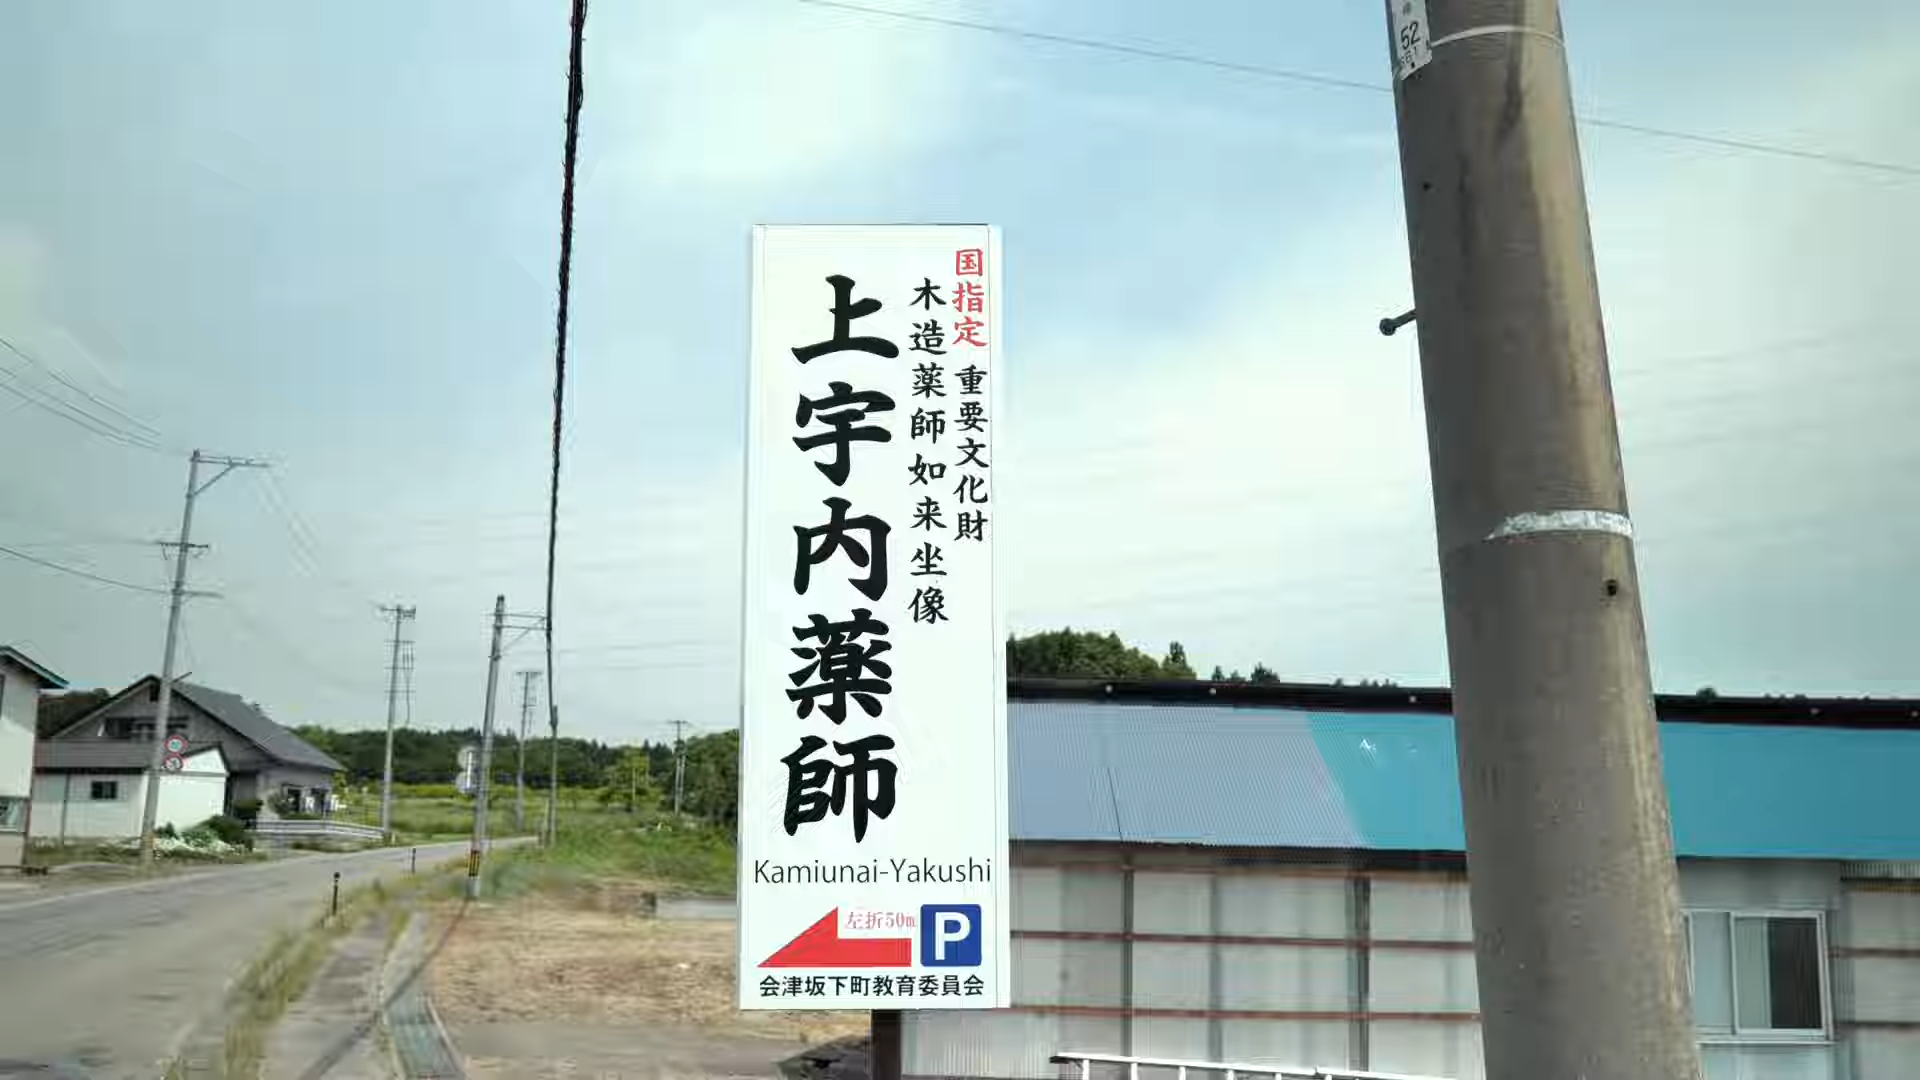 国指定 重要文化財
木造薬師如来坐像
上宇内薬師
Kamiunai-Yakushi
左折50m
P
会津坂下町教育委員会
52